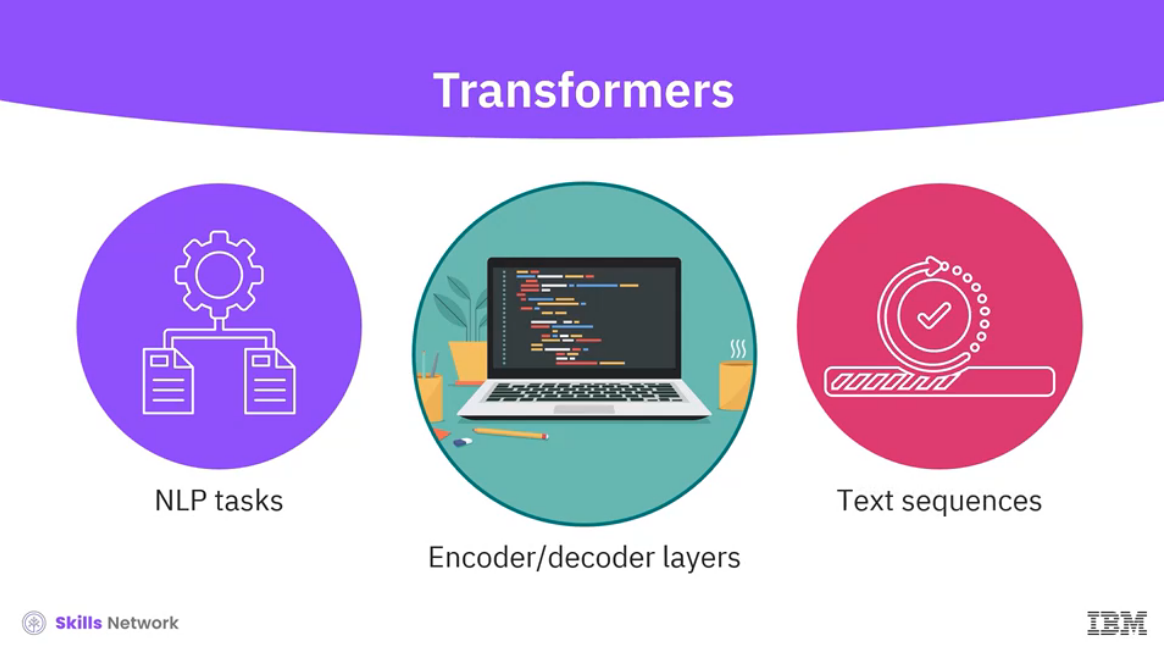 Transformers
NLP tasks
Encoder/decoder layers
Text sequences
Skills Network
IBM